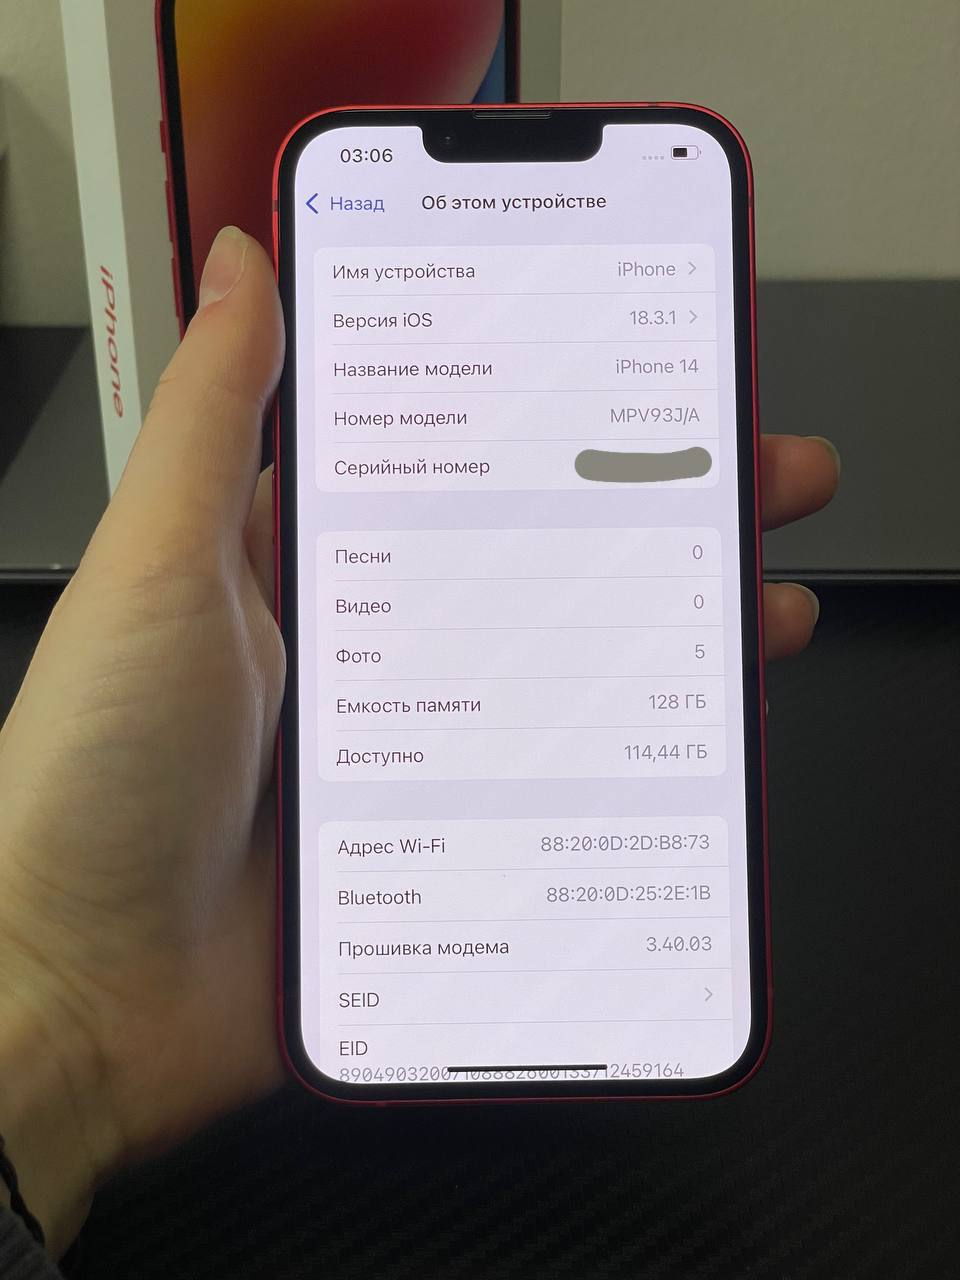 iPhone
03:06
Назад Об этом устройстве
Имя устройства iPhone
Версия iOS 18.3.1
Название модели iPhone 14
Номер модели MPV93J/A
Серийный номер
Песни 0
Видео 0
Фото 5
Емкость памяти 128 ГБ
Доступно 114,44 ГБ
Адрес Wi-Fi 88:20:0D:2D:B8:73
Bluetooth 88:20:0D:25:2E:1B
Прошивка модема 3.40.03
SEID
EID